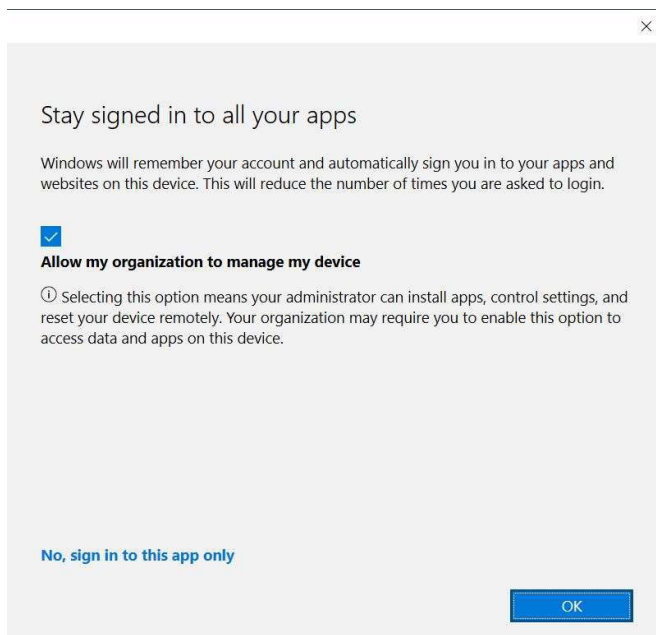 Stay signed in to all your apps
Windows will remember your account and automatically sign you in to your apps and
websites on this device. This will reduce the number of times you are asked to login.
Allow my organization to manage my device
Selecting this option means your administrator can install apps, control settings, and
reset your device remotely. Your organization may require you to enable this option to
access data and apps on this device.
No, sign in to this app only
OK